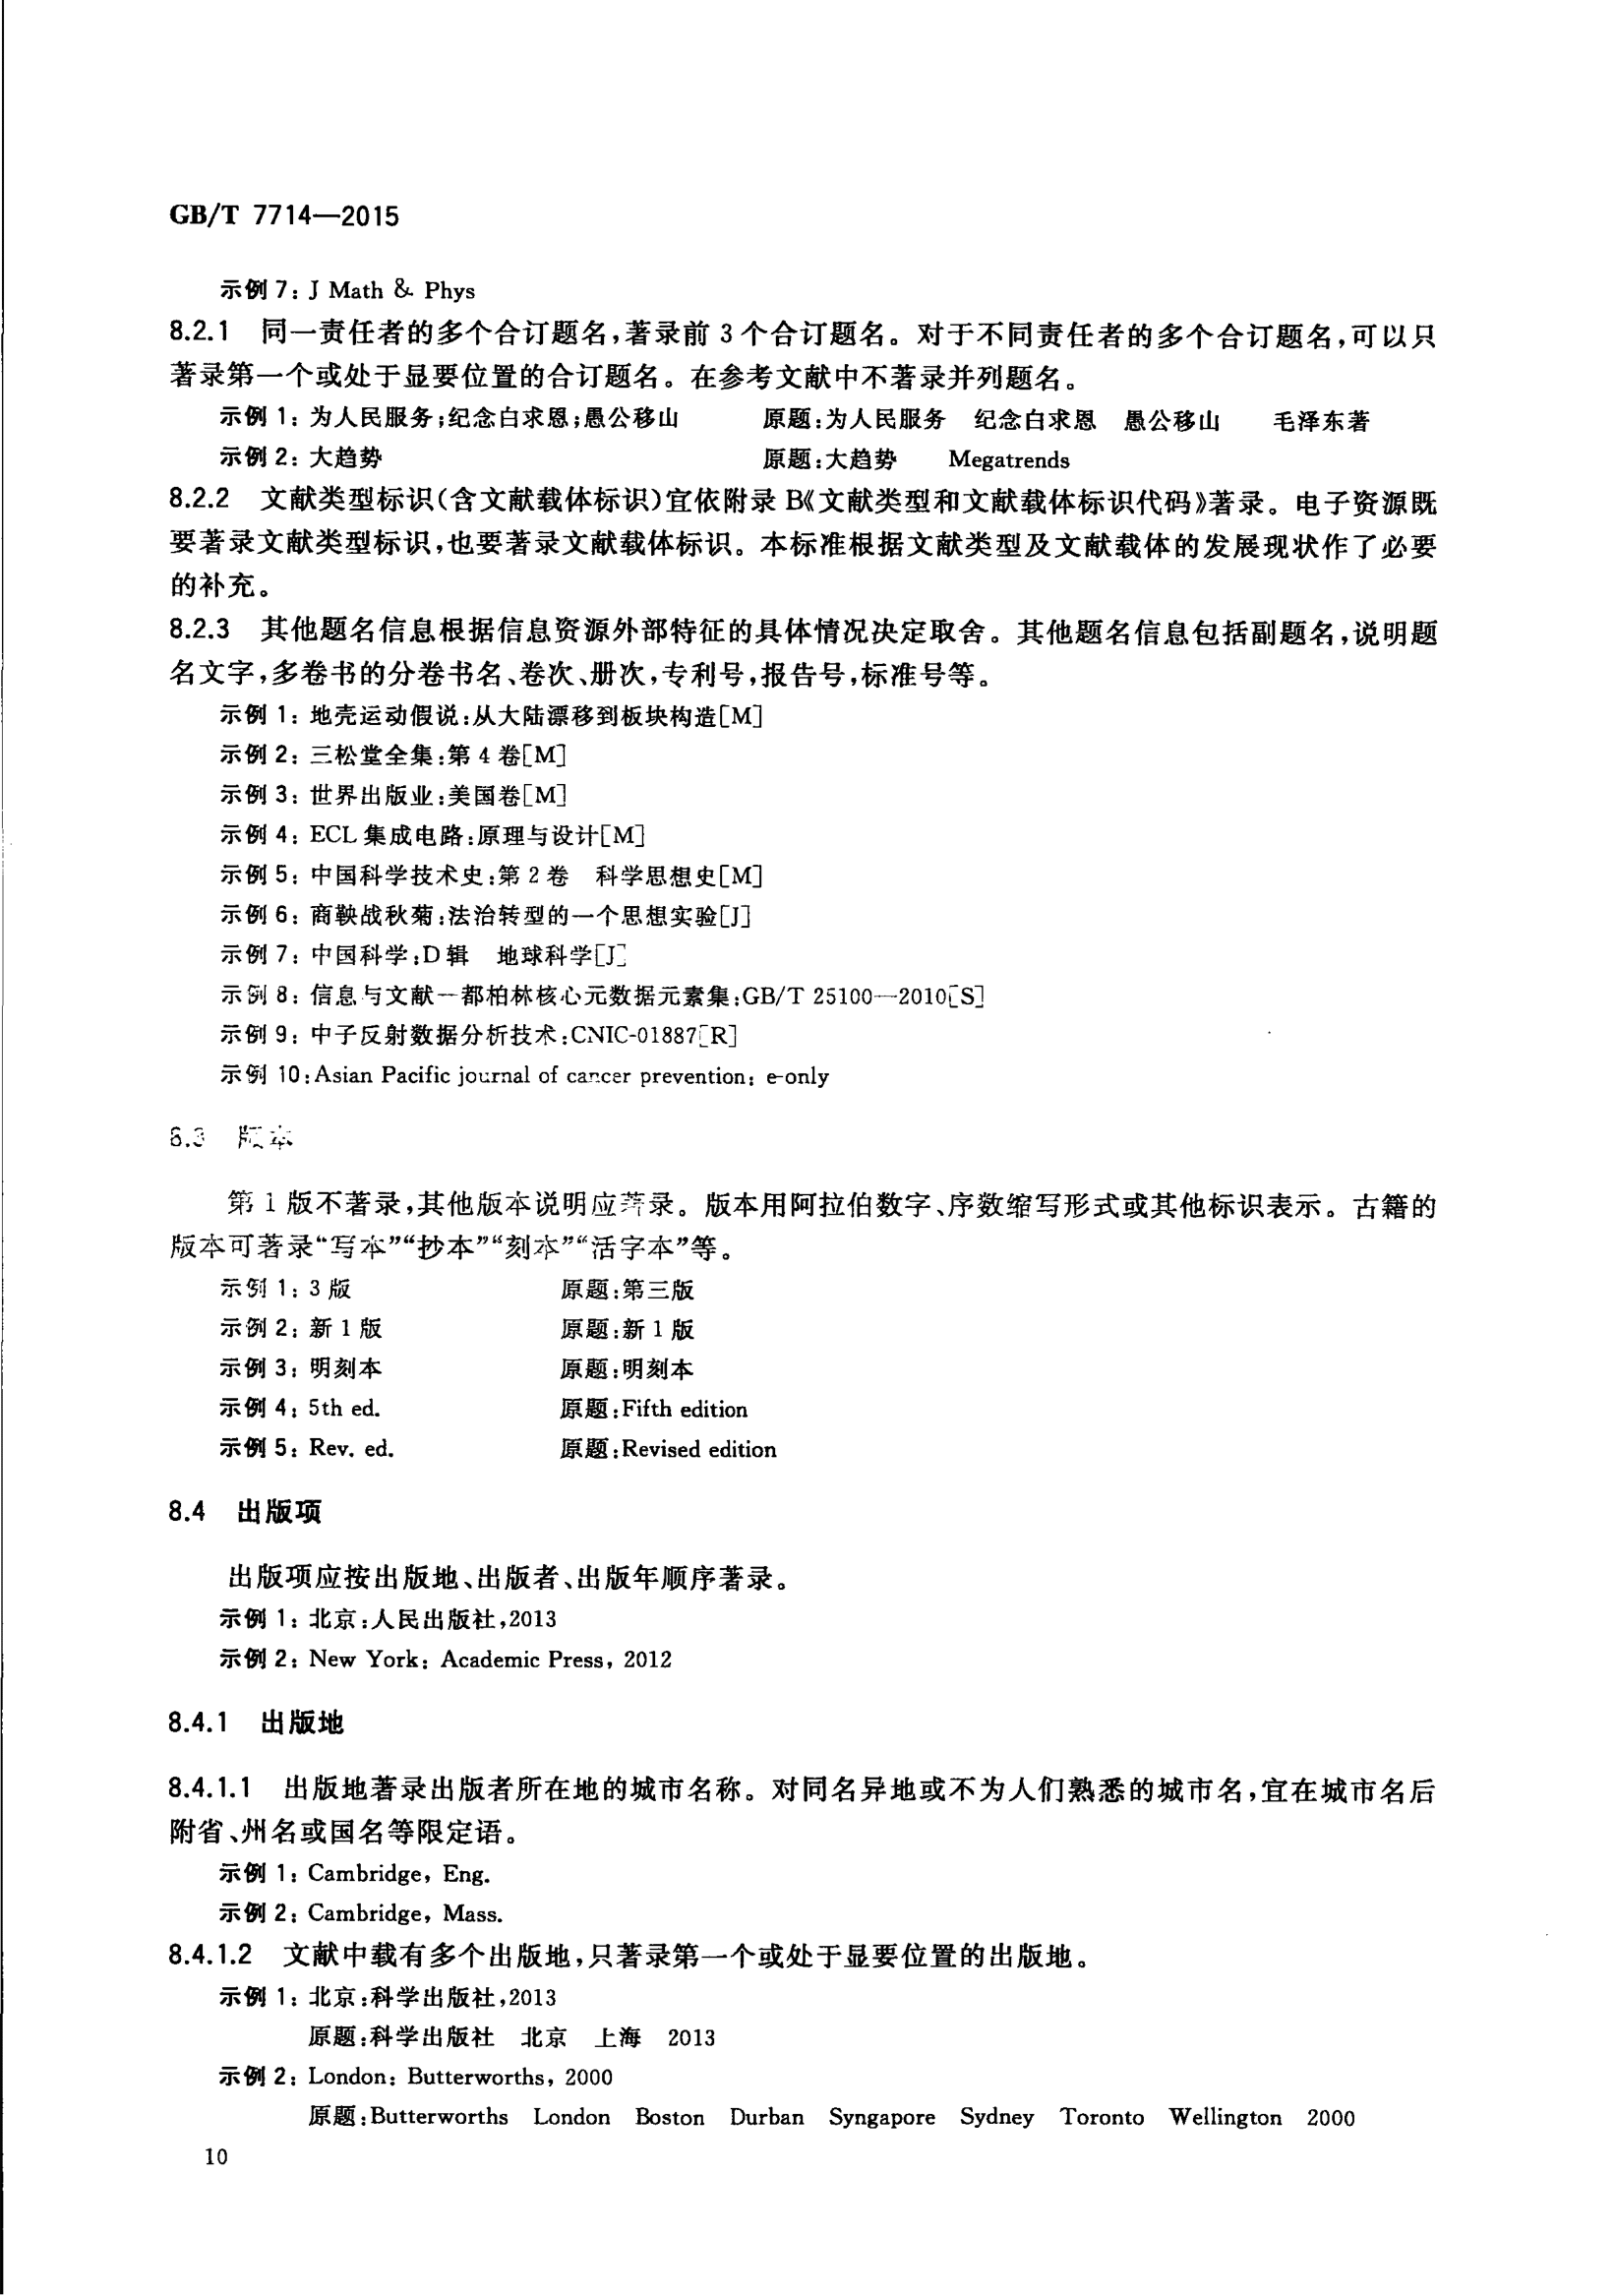 GB/T 7714—2015
示例 7: J Math & Phys
8.2.1 同一责任者的多个合订题名,著录前 3 个合订题名。对于不同责任者的多个合订题名,可以只
著录第一个或处于显要位置的合订题名。在参考文献中不著录并列题名。
示例 1: 为人民服务;纪念白求恩;愚公移山 原题:为人民服务 纪念白求恩 愚公移山 毛泽东著
示例 2: 大趋势 原题:大趋势 Megatrends
8.2.2 文献类型标识(含文献载体标识)宜依附录 B《文献类型和文献载体标识代码》著录。电子资源既
要著录文献类型标识,也要著录文献载体标识。本标准根据文献类型及文献载体的发展现状作了必要
的补充。
8.2.3 其他题名信息根据信息资源外部特征的具体情况决定取舍。其他题名信息包括副题名,说明题
名文字,多卷书的分卷书名、卷次、册次,专利号,报告号,标准号等。
示例 1: 地壳运动假说:从大陆漂移到板块构造[M]
示例 2: 三松堂全集:第 4 卷[M]
示例 3: 世界出版业:美国卷[M]
示例 4: ECL 集成电路:原理与设计[M]
示例 5: 中国科学技术史:第 2 卷 科学思想史[M]
示例 6: 商鞅战秋菊:法治转型的一个思想实验[J]
示例 7: 中国科学:D 辑 地球科学[J]
示例 8: 信息与文献—都柏林核心元数据元素集:GB/T 25100—2010[S]
示例 9: 中子反射数据分析技术:CNIC-01887[R]
示例 10:Asian Pacific journal of cancer prevention: e-only
8.3 版本
第 1 版不著录,其他版本说明应著录。版本用阿拉伯数字、序数缩写形式或其他标识表示。古籍的
版本可著录“写本”“抄本”“刻本”“活字本”等。
示例 1: 3 版 原题:第三版
示例 2: 新 1 版 原题:新 1 版
示例 3: 明刻本 原题:明刻本
示例 4: 5th ed. 原题:Fifth edition
示例 5: Rev. ed. 原题:Revised edition
8.4 出版项
出版项应按出版地、出版者、出版年顺序著录。
示例 1: 北京:人民出版社,2013
示例 2: New York: Academic Press, 2012
8.4.1 出版地
8.4.1.1 出版地著录出版者所在地的城市名称。对同名异地或不为人们熟悉的城市名,宜在城市名后
附省、州名或国名等限定语。
示例 1: Cambridge, Eng.
示例 2: Cambridge, Mass.
8.4.1.2 文献中载有多个出版地,只著录第一个或处于显要位置的出版地。
示例 1: 北京:科学出版社,2013
原题:科学出版社 北京 上海 2013
示例 2: London: Butterworths, 2000
原题:Butterworths London Boston Durban Syngapore Sydney Toronto Wellington 2000
10